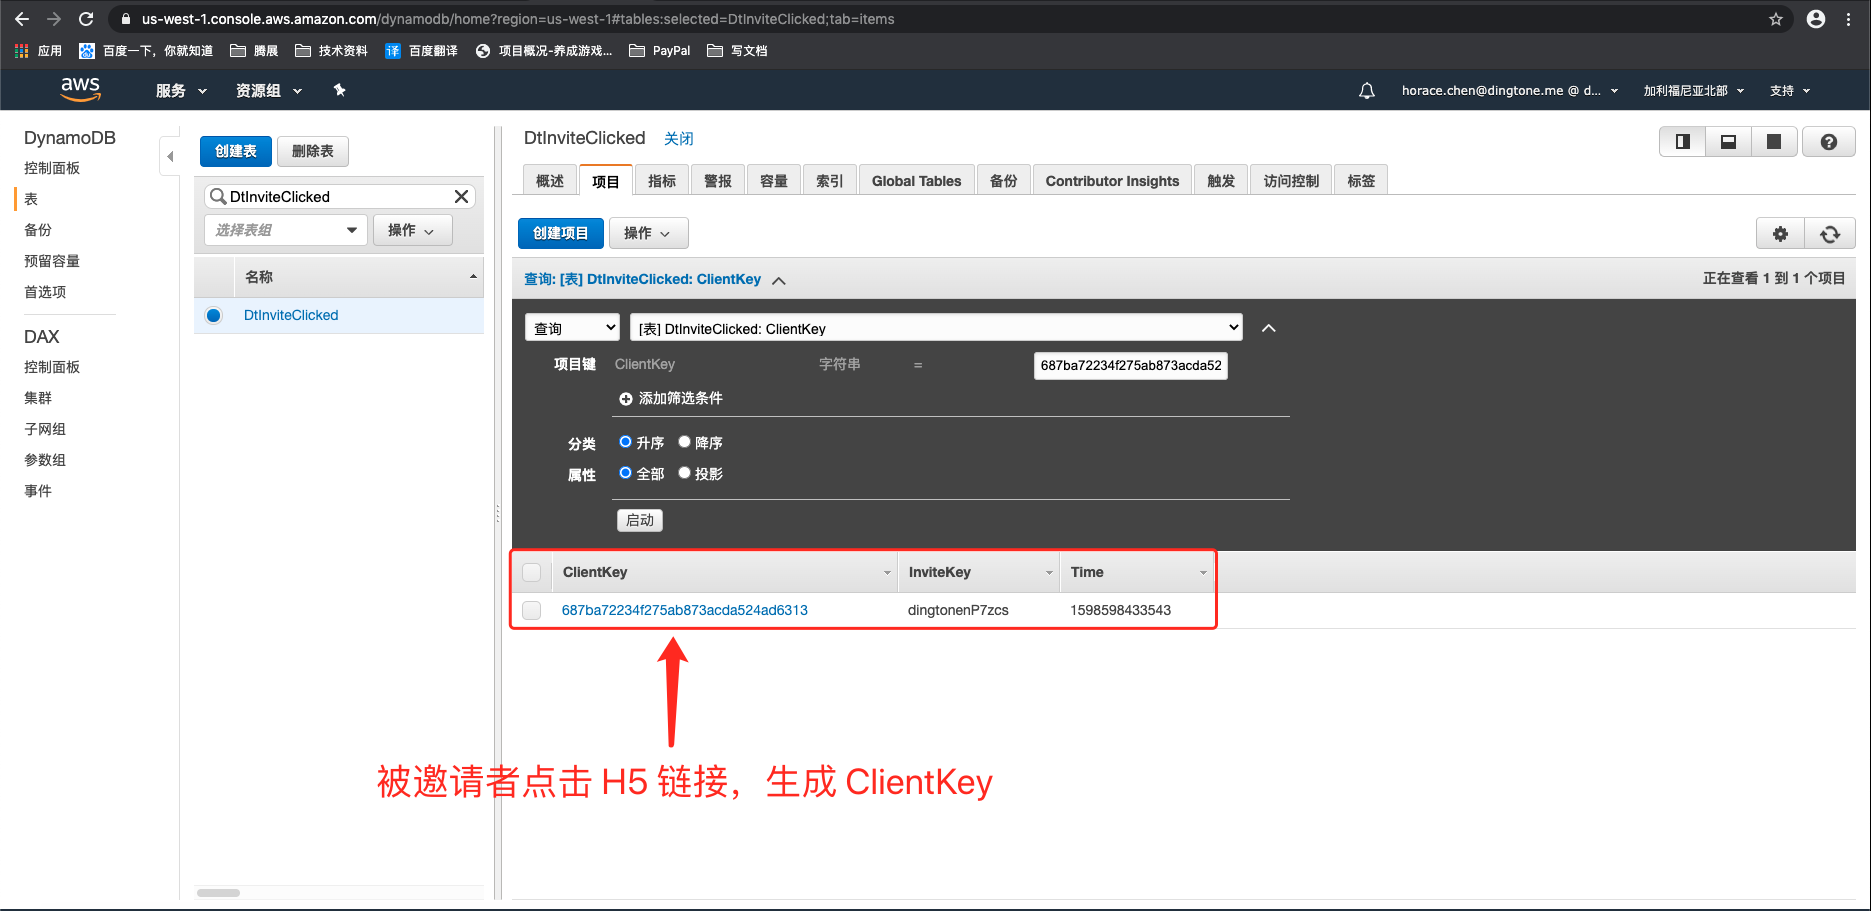 us-west-1.console.aws.amazon.com/dynamodb/home?region=us-west-1#tables:selected=DtInviteClicked;tab=items
应用 百度一下，你就知道 腾展 技术资料 译 百度翻译 项目概况-养成游戏... PayPal 写文档
aws 服务 资源组 horace.chen@dingtone.me @ d... 加利福尼亚北部 支持
DynamoDB
控制面板
表
备份
预留容量
首选项
DAX
控制面板
集群
子网组
参数组
事件
创建表 删除表
DtInviteClicked
选择表组 操作
名称
DtInviteClicked
DtInviteClicked 关闭
概述 项目 指标 警报 容量 索引 Global Tables 备份 Contributor Insights 触发 访问控制 标签
创建项目 操作
查询: [表] DtInviteClicked: ClientKey 正在查看 1 到 1 个项目
查询 [表] DtInviteClicked: ClientKey
项目键 ClientKey 字符串 = 687ba72234f275ab873acda52
添加筛选条件
分类 升序 降序
属性 全部 投影
启动
ClientKey InviteKey Time
687ba72234f275ab873acda524ad6313 dingtonenP7zcs 1598598433543
被邀请者点击 H5 链接，生成 ClientKey